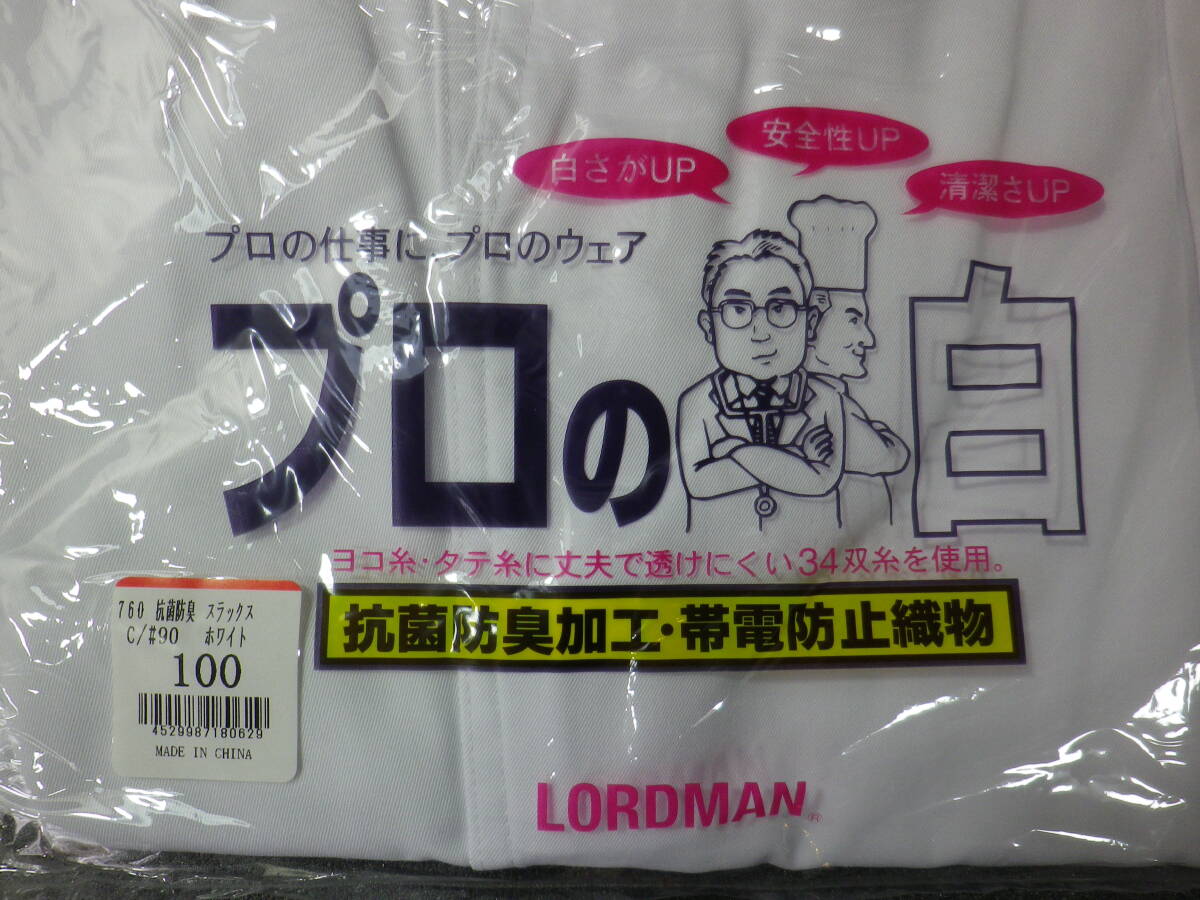 白さがUP
安全性UP
清潔さUP
プロの仕事に、プロのウェア
プロの白
ヨコ糸・タテ糸に丈夫で透けにくい34双糸を使用。
抗菌防臭加工・帯電防止織物
760 抗菌防臭 スラックス
C/#90 ホワイト
100
4529987180629
MADE IN CHINA
LORDMAN®